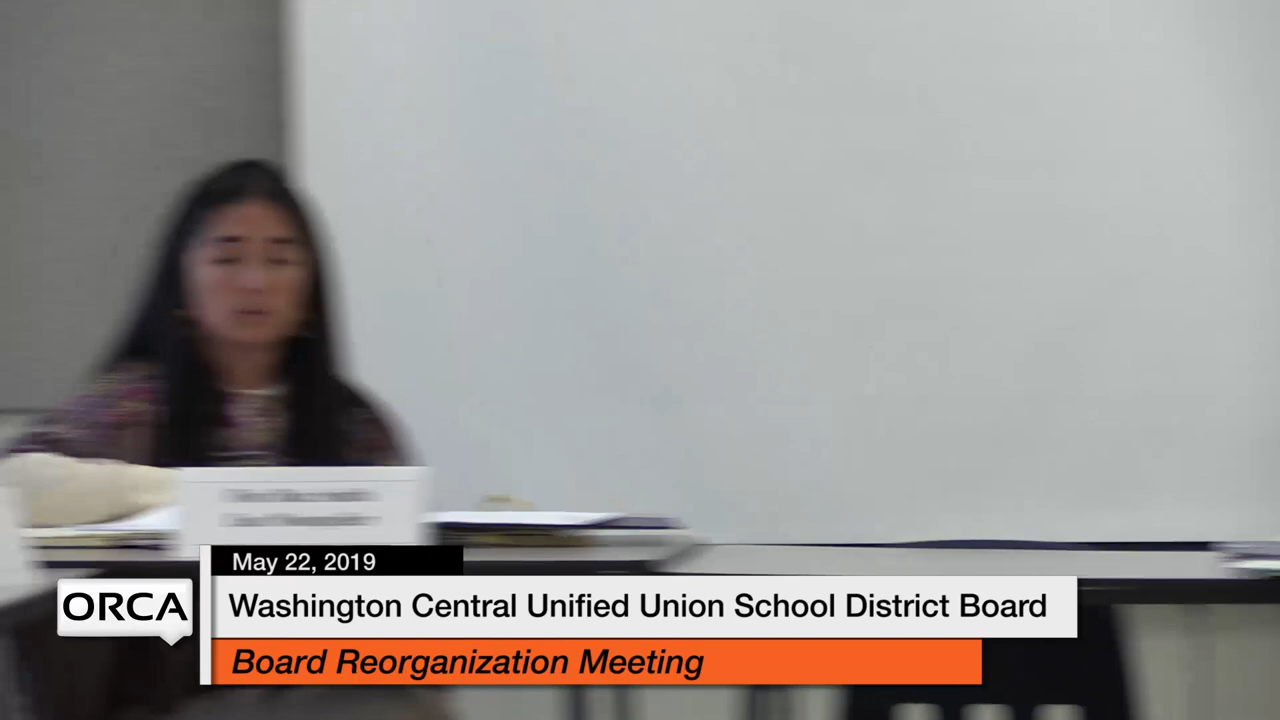 May 22, 2019
ORCA
Washington Central Unified Union School District Board
Board Reorganization Meeting